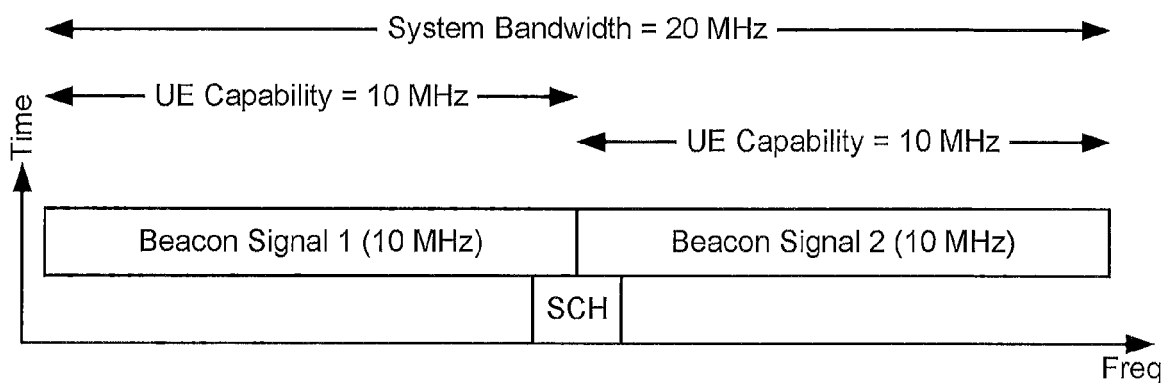 System Bandwidth = 20 MHz
UE Capability = 10 MHz
UE Capability = 10 MHz
Time
Beacon Signal 1 (10 MHz)
Beacon Signal 2 (10 MHz)
SCH
Freq